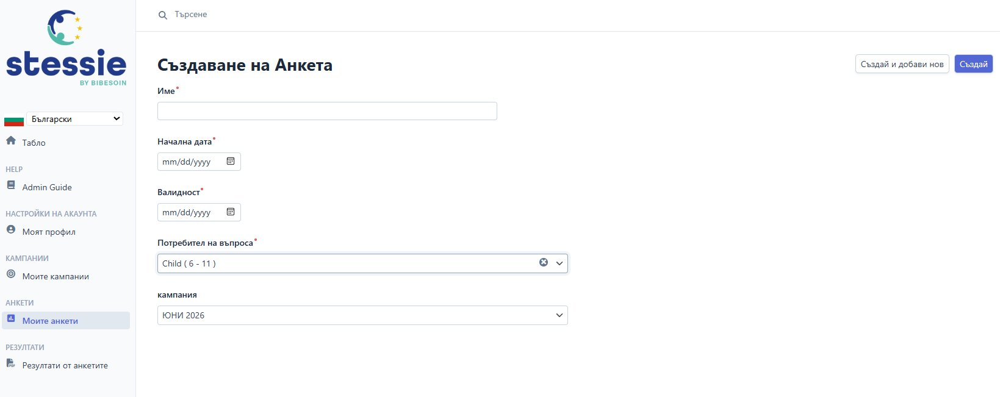 stessie
BY BIBESOIN
Български
Табло
HELP
Admin Guide
НАСТРОЙКИ НА АКАУНТА
Моят профил
КАМПАНИИ
Моите кампании
АНКЕТИ
Моите анкети
РЕЗУЛТАТИ
PDF
Резултати от анкетите
Търсене
Създаване на Анкета
Създай и добави нов
Създай
Име*
Начална дата*
mm/dd/yyyy
Валидност*
mm/dd/yyyy
Потребител на въпроса*
Child ( 6 - 11 )
кампания
ЮНИ 2026